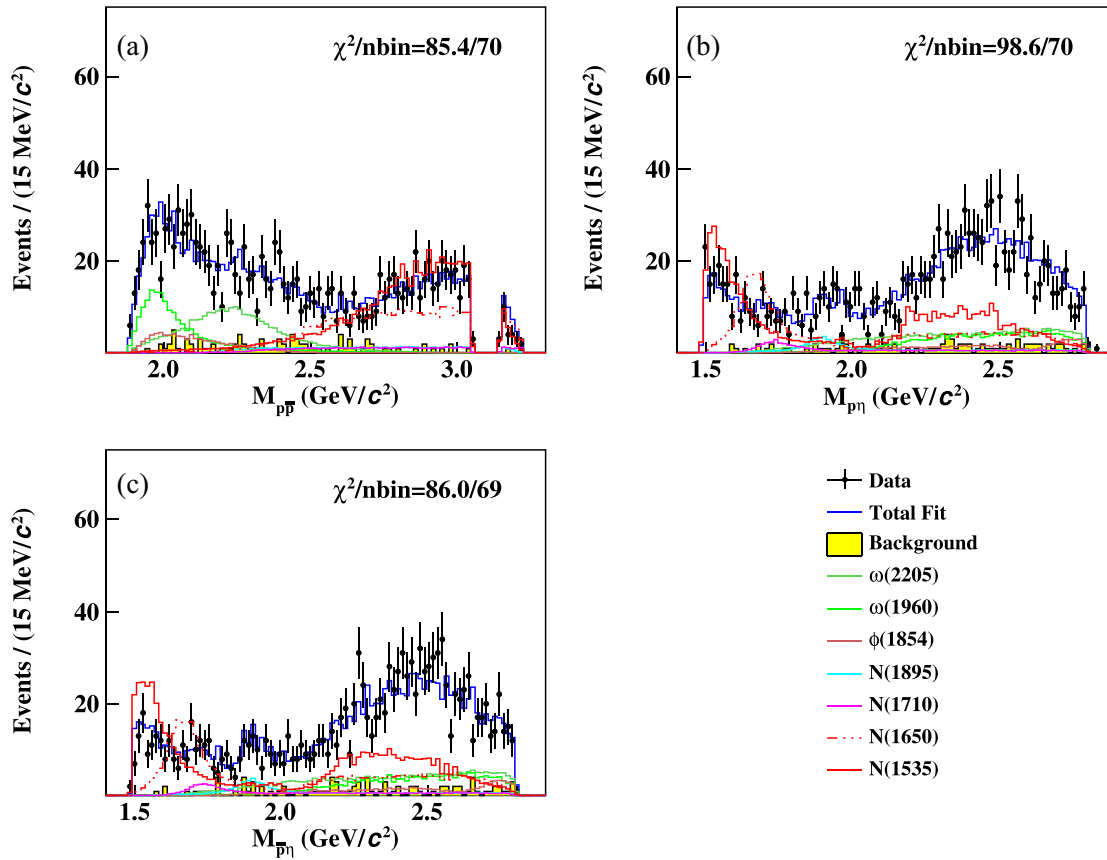 (a)
χ²/nbin=85.4/70
Events / (15 MeV/c²)
60
40
20
2.0 2.5 3.0
M_pp̅ (GeV/c²)
(b)
χ²/nbin=98.6/70
Events / (15 MeV/c²)
60
40
20
1.5 2.0 2.5
M_pη (GeV/c²)
(c)
χ²/nbin=86.0/69
Events / (15 MeV/c²)
60
40
20
1.5 2.0 2.5
M_p̅η (GeV/c²)
Data
Total Fit
Background
ω(2205)
ω(1960)
ϕ(1854)
N(1895)
N(1710)
N(1650)
N(1535)